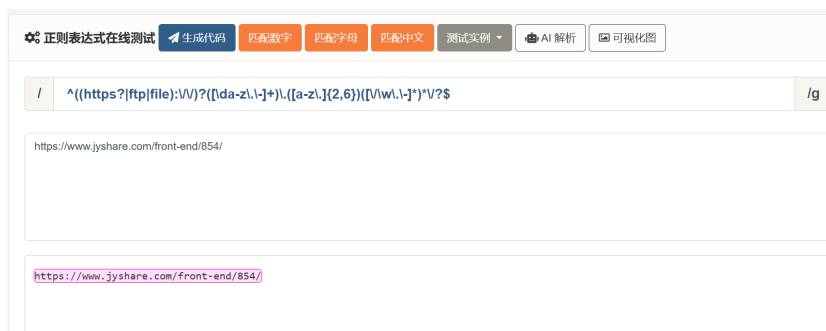 正则表达式在线测试 生成代码 匹配数字 匹配字母 匹配中文 测试实例 AI 解析 可视化图
/ ^((https?|ftp|file):\/\/)?([\da-z\.\-]+)\.([a-z\.]{2,6})([\/\w\.\-]*)*\/?$ /g
https://www.jyshare.com/front-end/854/
https://www.jyshare.com/front-end/854/